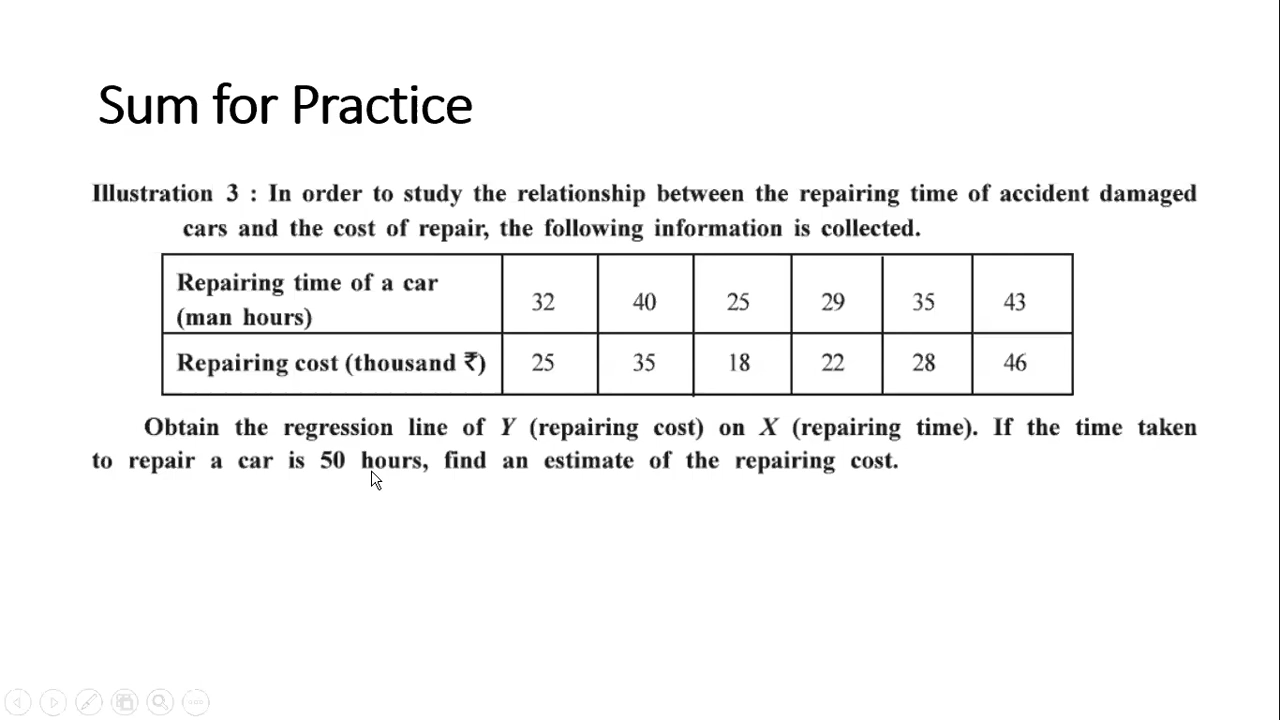 Sum for Practice
Illustration 3 : In order to study the relationship between the repairing time of accident damaged
cars and the cost of repair, the following information is collected.
Repairing time of a car
(man hours) 32 40 25 29 35 43
Repairing cost (thousand ₹) 25 35 18 22 28 46
Obtain the regression line of Y (repairing cost) on X (repairing time). If the time taken
to repair a car is 50 hours, find an estimate of the repairing cost.